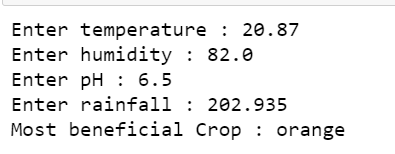 Enter temperature : 20.87
Enter humidity : 82.0
Enter pH : 6.5
Enter rainfall : 202.935
Most beneficial Crop : orange